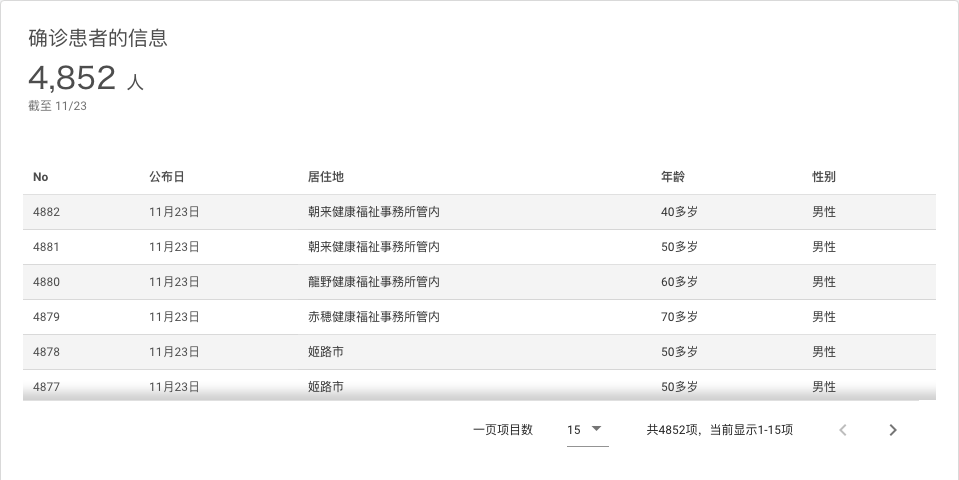 确诊患者的信息
4,852 人
截至 11/23
No 公布日 居住地 年龄 性别
4882 11月23日 朝来健康福祉事務所管内 40多岁 男性
4881 11月23日 朝来健康福祉事務所管内 50多岁 男性
4880 11月23日 龍野健康福祉事務所管内 60多岁 男性
4879 11月23日 赤穂健康福祉事務所管内 70多岁 男性
4878 11月23日 姫路市 50多岁 男性
4877 11月23日 姫路市 50多岁 男性
一页项目数 15 共4852项，当前显示1-15项